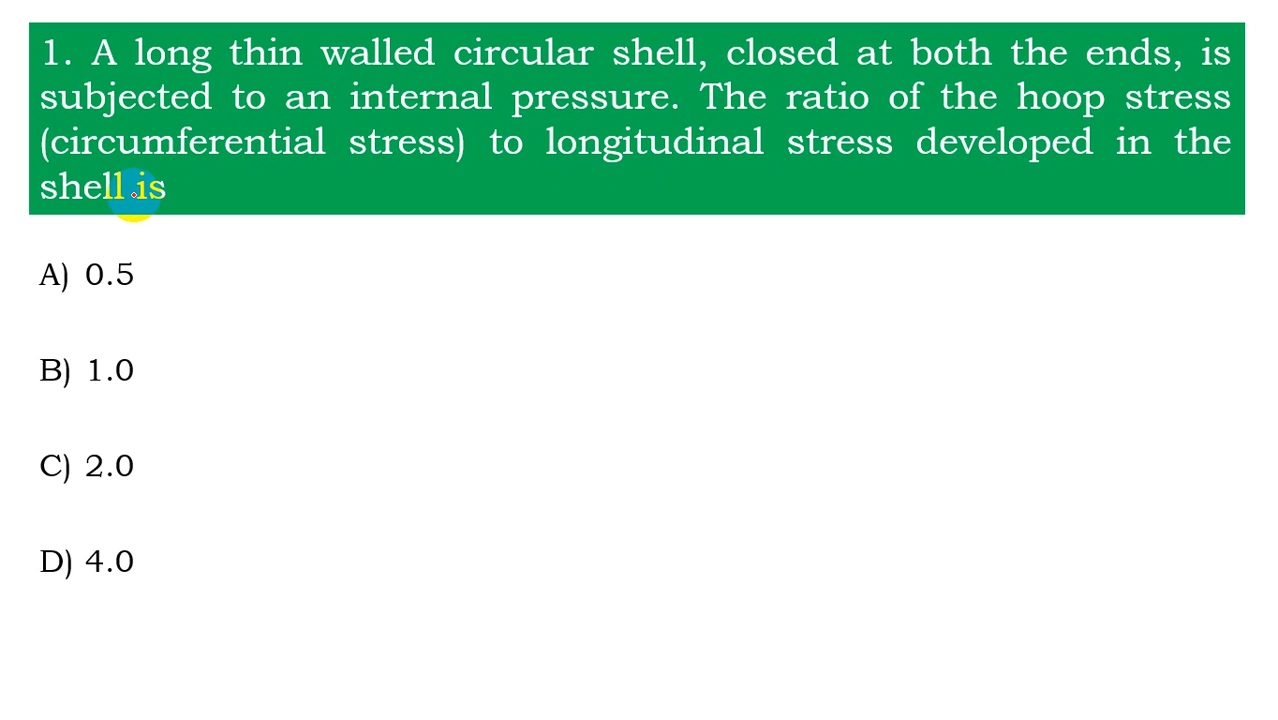 1. A long thin walled circular shell, closed at both the ends, is
subjected to an internal pressure. The ratio of the hoop stress
(circumferential stress) to longitudinal stress developed in the
shell is
A) 0.5
B) 1.0
C) 2.0
D) 4.0